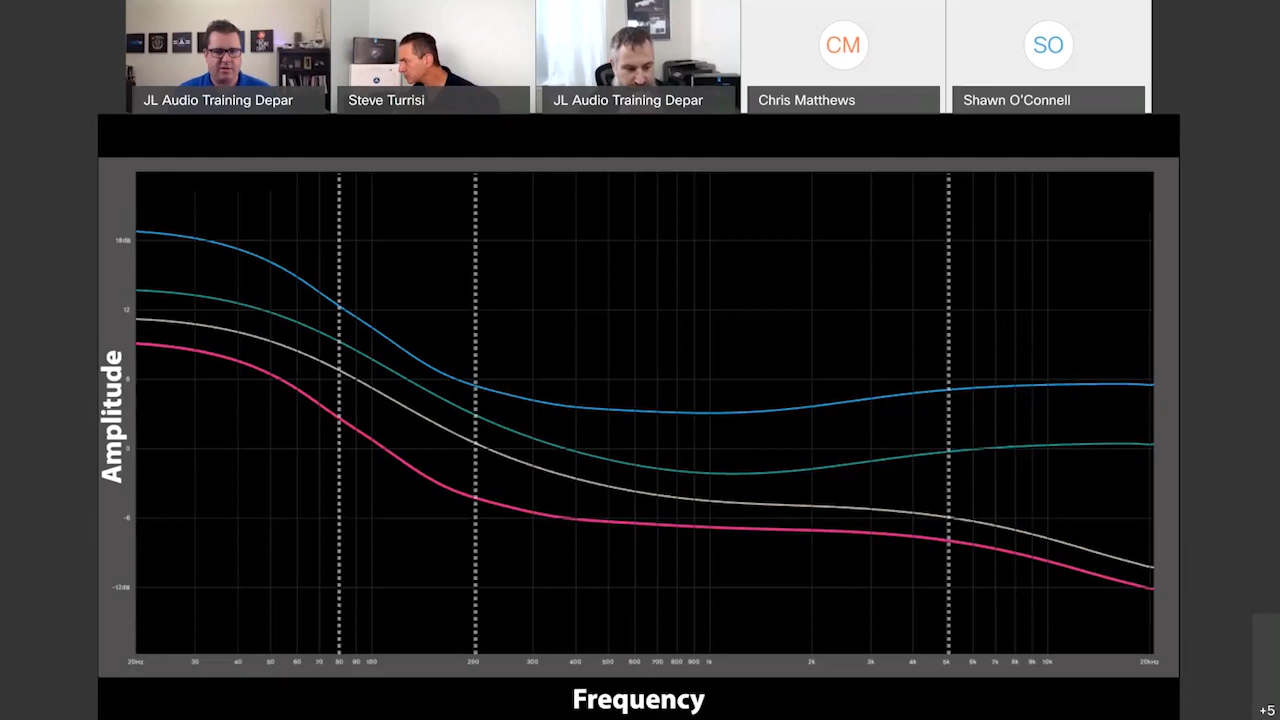 CM
SO
JL Audio Training Depar
Steve Turrisi
JL Audio Training Depar
Chris Matthews
Shawn O'Connell
18dB
12
6
0
-6
-12dB
Amplitude
20Hz 30 40 50 60 70 80 90 100 200 300 400 500 600 700 800 900 1k 2k 3k 4k 5k 6k 7k 8k 9k 10k 20kHz
Frequency
+5